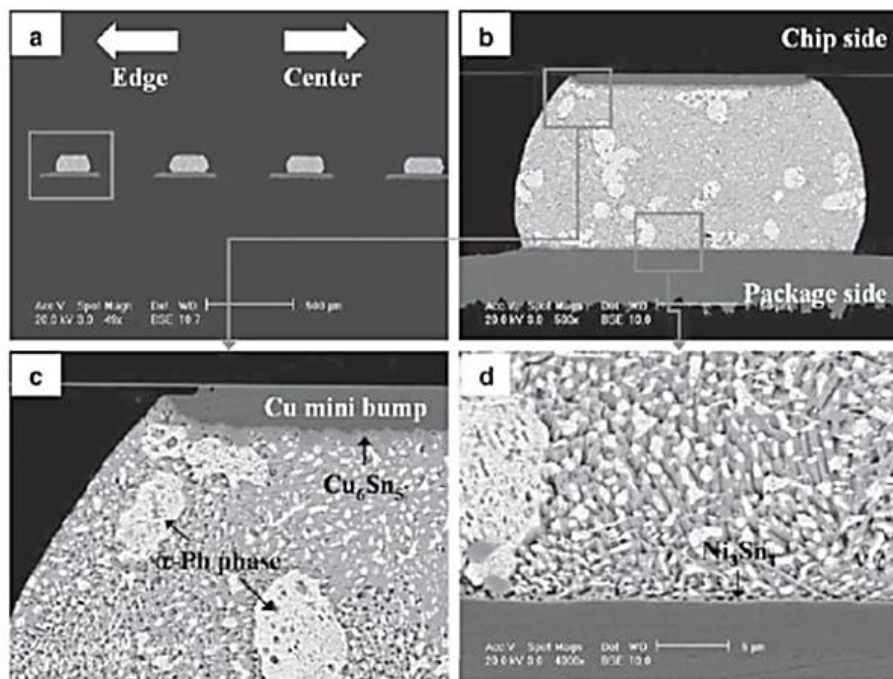 a
Edge
Center
Acc.V Spot Magn Det WD 500 μm
20.0 kV 3.0 49x BSE 10.7
b
Chip side
Package side
Acc.V Spot Magn Det WD
20.0 kV 3.0 500x BSE 10.0
c
Cu mini bump
Cu₆Sn₅
α-Pb phase
d
Ni₃Sn₄
Acc.V Spot Magn Det WD 5 μm
20.0 kV 3.0 4000x BSE 10.0